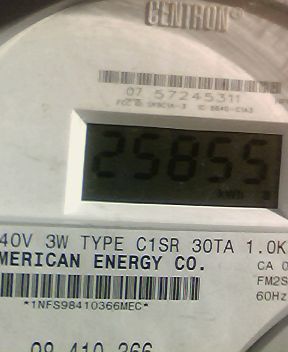 CENTRON®
07 57245311
25855
kWh
40V 3W TYPE C1SR 30TA 1.0K
MERICAN ENERGY CO.
CA 0
FM2S
*1NFS98410366MEC*
60Hz
98 410 366